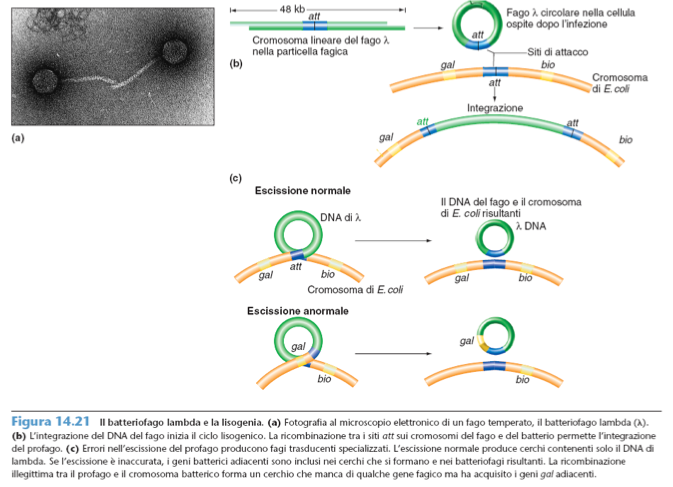 48 kb
att
Cromosoma lineare del fago λ
nella particella fagica
Fago λ circolare nella cellula
ospite dopo l'infezione
att
Siti di attacco
(b)
gal
bio
att
Cromosoma
di E. coli
Integrazione
att
att
gal
bio
(a)
(c)
Escissione normale
DNA di λ
Il DNA del fago e il cromosoma
di E. coli risultanti
λ DNA
gal
att
bio
gal
bio
Cromosoma di E. coli
Escissione anormale
gal
gal
bio
bio
Figura 14.21 Il batteriofago lambda e la lisogenia. (a) Fotografia al microscopio elettronico di un fago temperato, il batteriofago lambda (λ).
(b) L'integrazione del DNA del fago inizia il ciclo lisogenico. La ricombinazione tra i siti att sui cromosomi del fago e del batterio permette l'integrazione
del profago. (c) Errori nell'escissione del profago producono fagi trasducenti specializzati. L'escissione normale produce cerchi contenenti solo il DNA di
lambda. Se l'escissione è inaccurata, i geni batterici adiacenti sono inclusi nei cerchi che si formano e nei batteriofagi risultanti. La ricombinazione
illegittima tra il profago e il cromosoma batterico forma un cerchio che manca di qualche gene fagico ma ha acquisito i geni gal adiacenti.